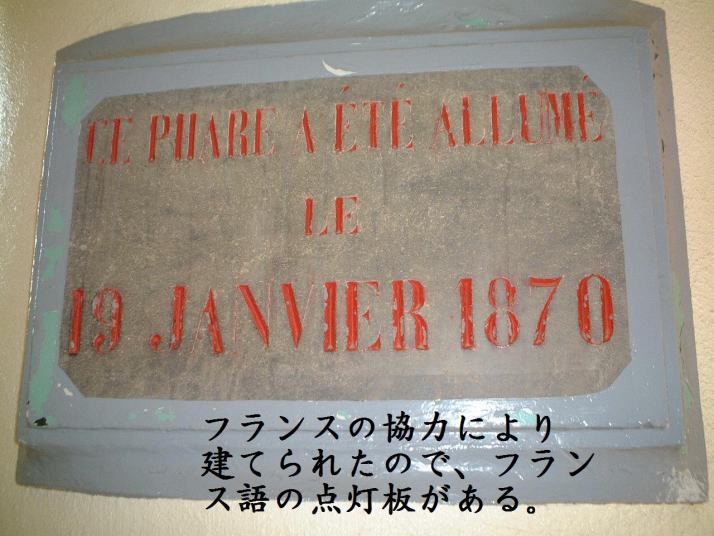 CE PHARE A ÉTÉ ALLUMÉ
LE
19 JANVIER 1870
フランスの協力により
建てられたので、フラン
ス語の点灯板がある。